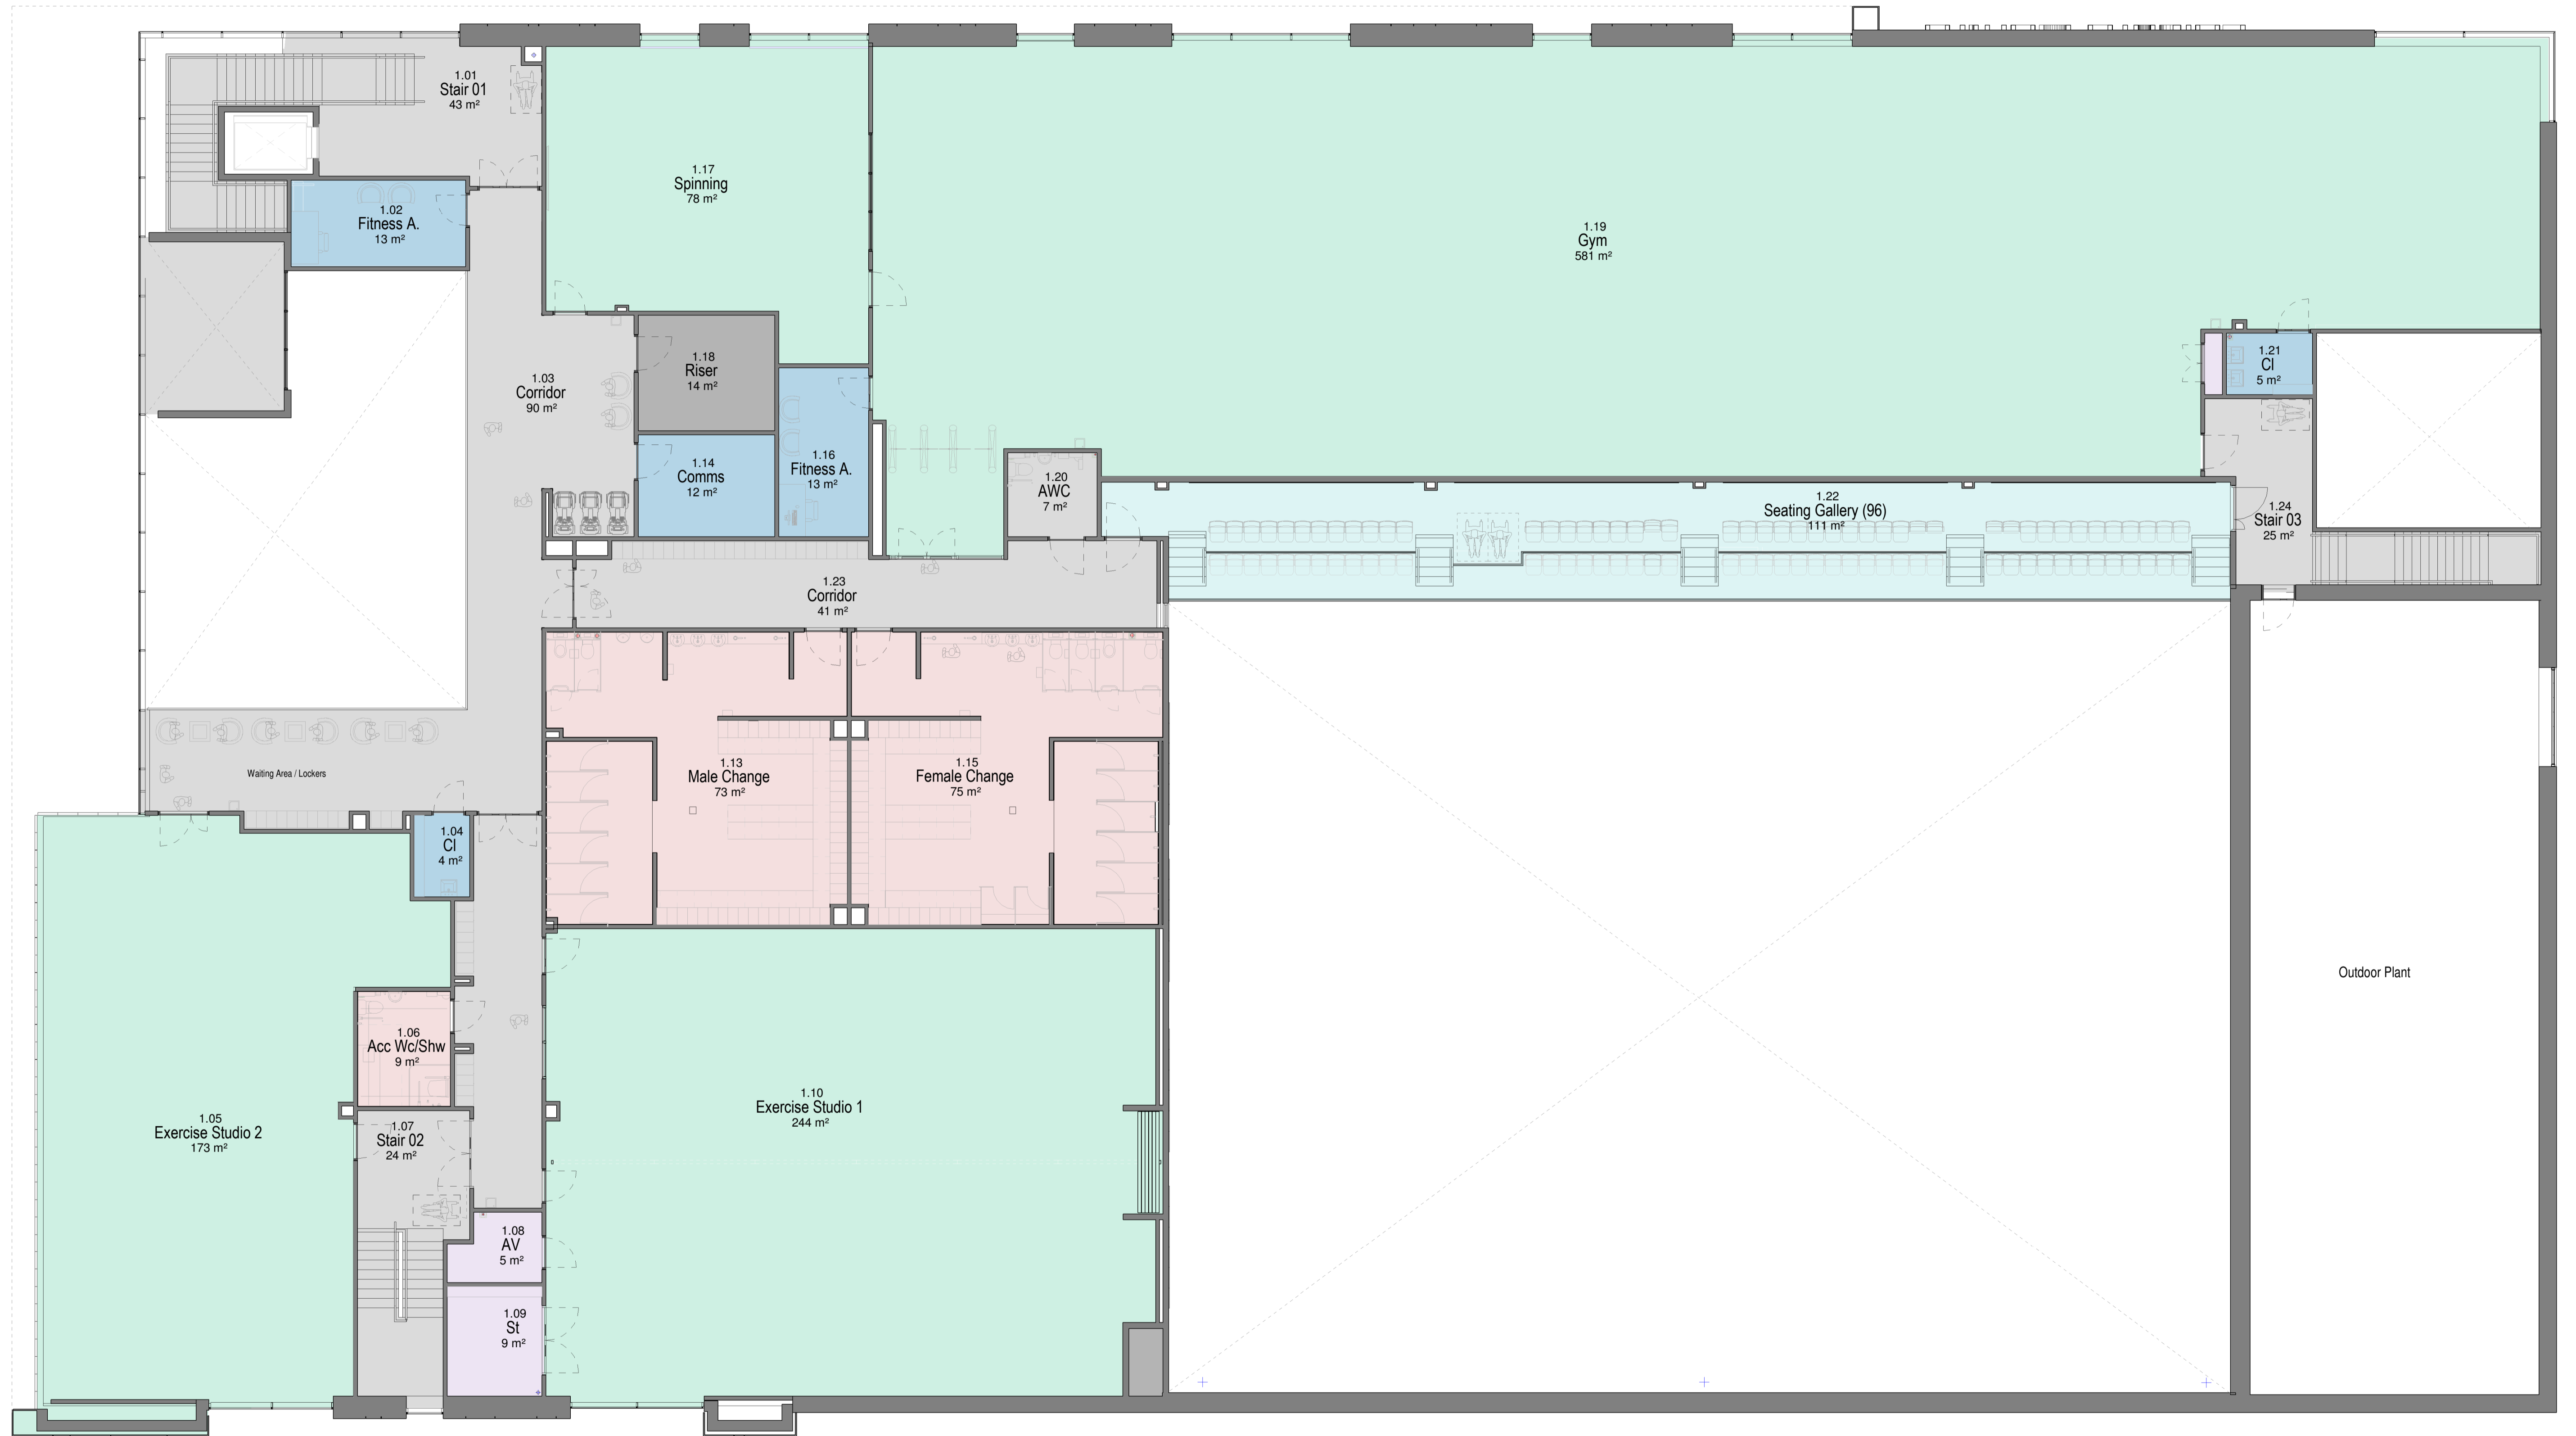 1.01
Stair 01
43 m²
1.02
Fitness A.
13 m²
1.17
Spinning
78 m²
1.19
Gym
581 m²
1.03
Corridor
90 m²
1.18
Riser
14 m²
1.14
Comms
12 m²
1.16
Fitness A.
13 m²
1.20
AWC
7 m²
1.21
Cl
5 m²
1.22
Seating Gallery (96)
111 m²
1.24
Stair 03
25 m²
1.23
Corridor
41 m²
Waiting Area / Lockers
1.13
Male Change
73 m²
1.15
Female Change
75 m²
1.04
Cl
4 m²
Outdoor Plant
1.06
Acc Wc/Shw
9 m²
1.05
Exercise Studio 2
173 m²
1.07
Stair 02
24 m²
1.10
Exercise Studio 1
244 m²
1.08
AV
5 m²
1.09
St
9 m²